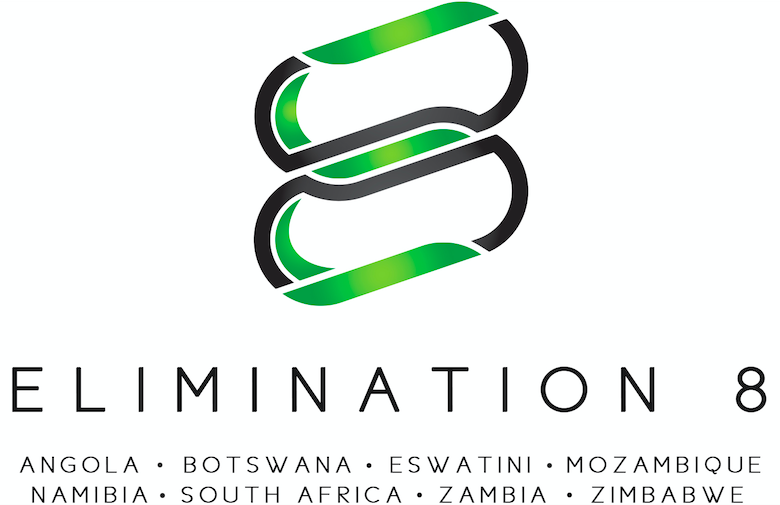 ELIMINATION 8
ANGOLA • BOTSWANA • ESWATINI • MOZAMBIQUE
NAMIBIA • SOUTH AFRICA • ZAMBIA • ZIMBABWE